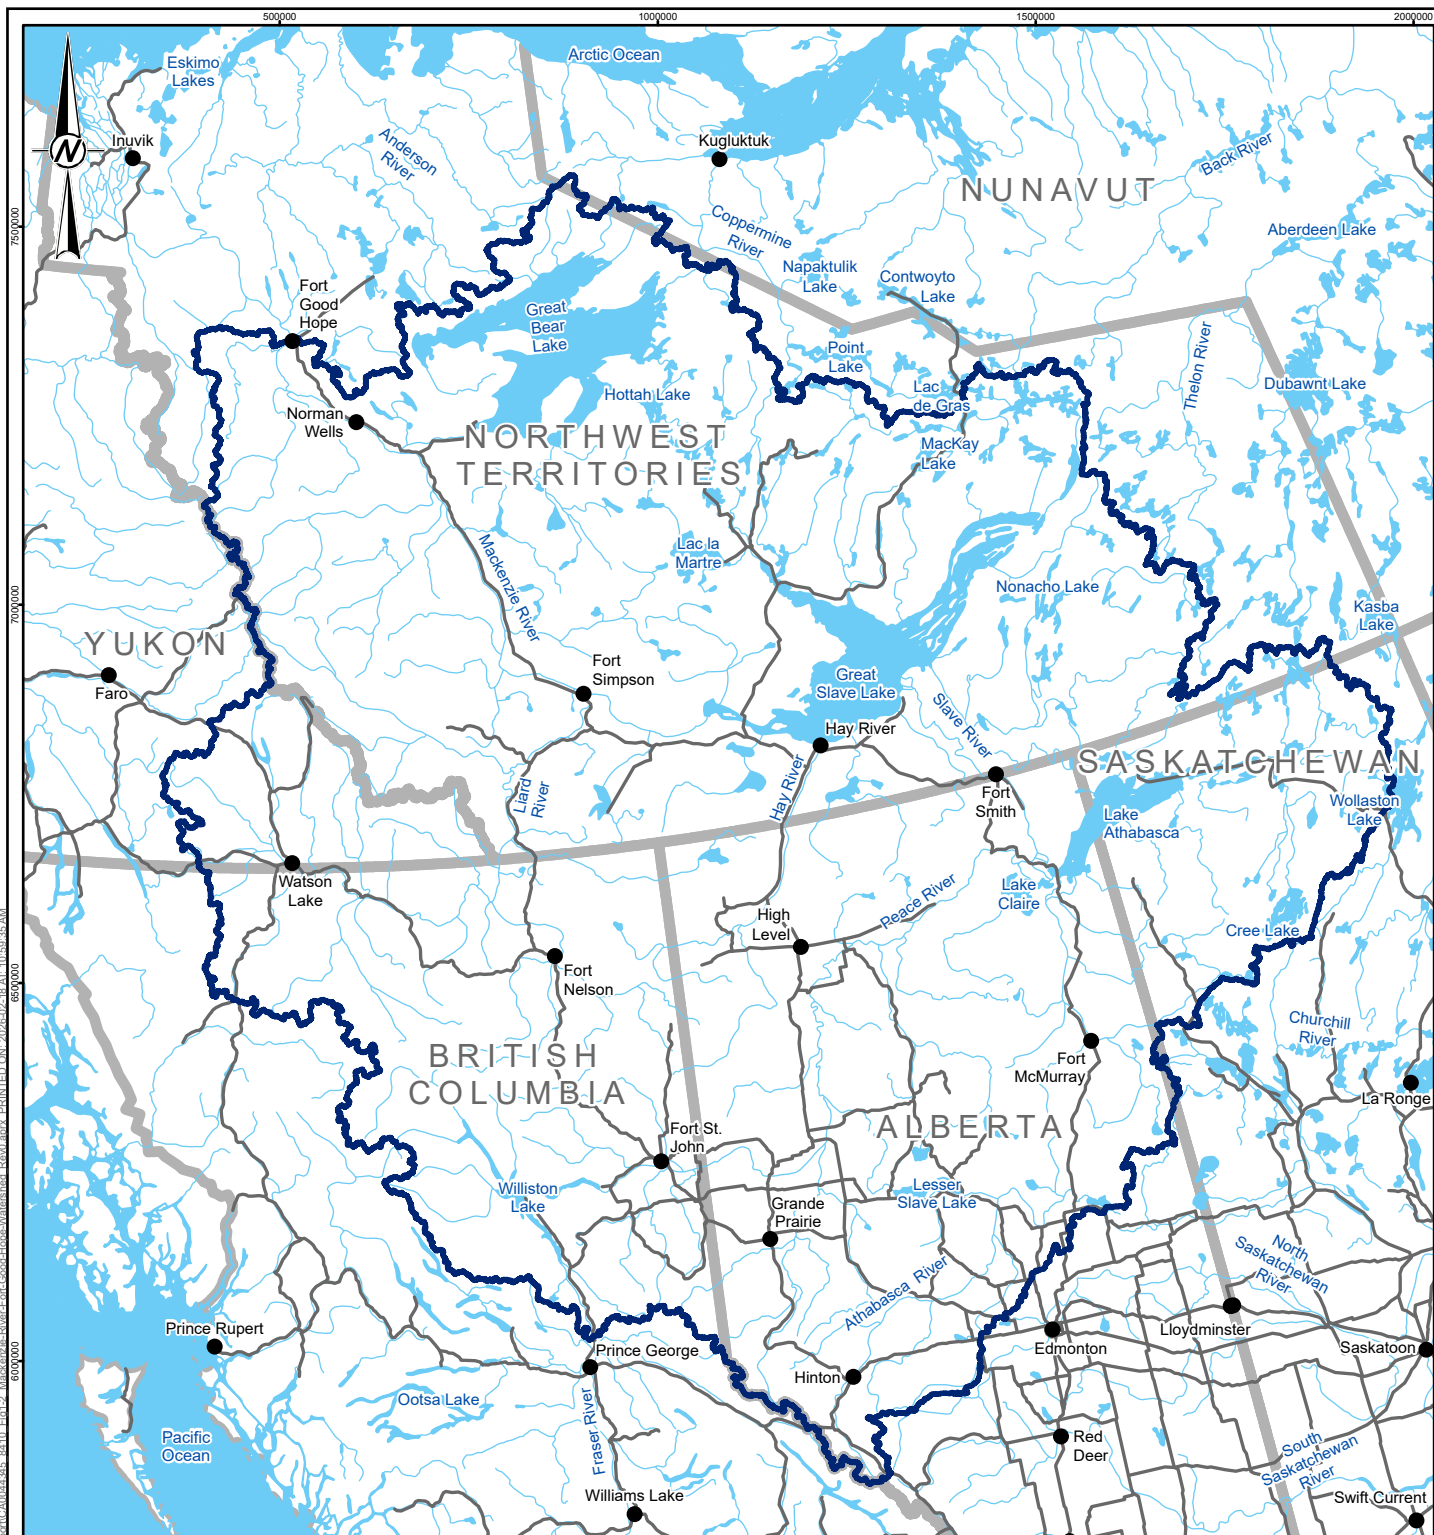 500000
1000000
1500000
2000000
Arctic Ocean
Eskimo
Lakes
N
Inuvik
Anderson
River
Kugluktuk
Back River
NUNAVUT
7500000
Coppermine
River
Aberdeen Lake
Napaktulik
Lake
Contwoyto
Lake
Fort
Good
Hope
Great
Bear
Lake
Point
Lake
Thelon River
Hottah Lake
Lac
de Gras
Dubawnt Lake
Norman
Wells
NORTHWEST
TERRITORIES
MacKay
Lake
Mackenzie River
Lac la
Martre
Nonacho Lake
7000000
Kasba
Lake
YUKON
Faro
Fort
Simpson
Great
Slave Lake
Slave River
Hay River
Hay River
Liard
River
SASKATCHEWAN
Fort
Smith
Lake
Athabasca
Wollaston
Lake
Watson
Lake
Lake
Claire
Peace River
High
Level
Cree Lake
Fort
Nelson
6500000
Churchill
River
BRITISH
COLUMBIA
Fort
McMurray
La Ronge
ALBERTA
Fort St.
John
Williston
Lake
Lesser
Slave Lake
Grande
Prairie
North
Saskatchewan
River
Athabasca River
Prince Rupert
Lloydminster
Edmonton
Saskatoon
Prince George
Hinton
6000000
Ootsa Lake
Fraser River
Pacific
Ocean
Red
Deer
South
Saskatchewan
River
Williams Lake
Swift Current